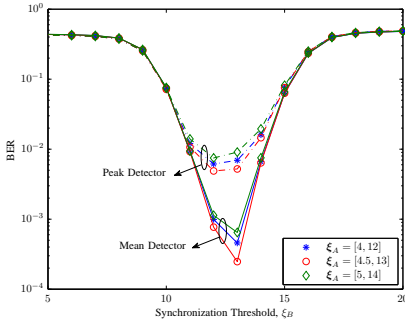 10^0
10^{-1}
10^{-2}
10^{-3}
10^{-4}
BER
Peak Detector
Mean Detector
ξ_A = [4, 12]
ξ_A = [4.5, 13]
ξ_A = [5, 14]
5 10 15 20
Synchronization Threshold, ξ_B